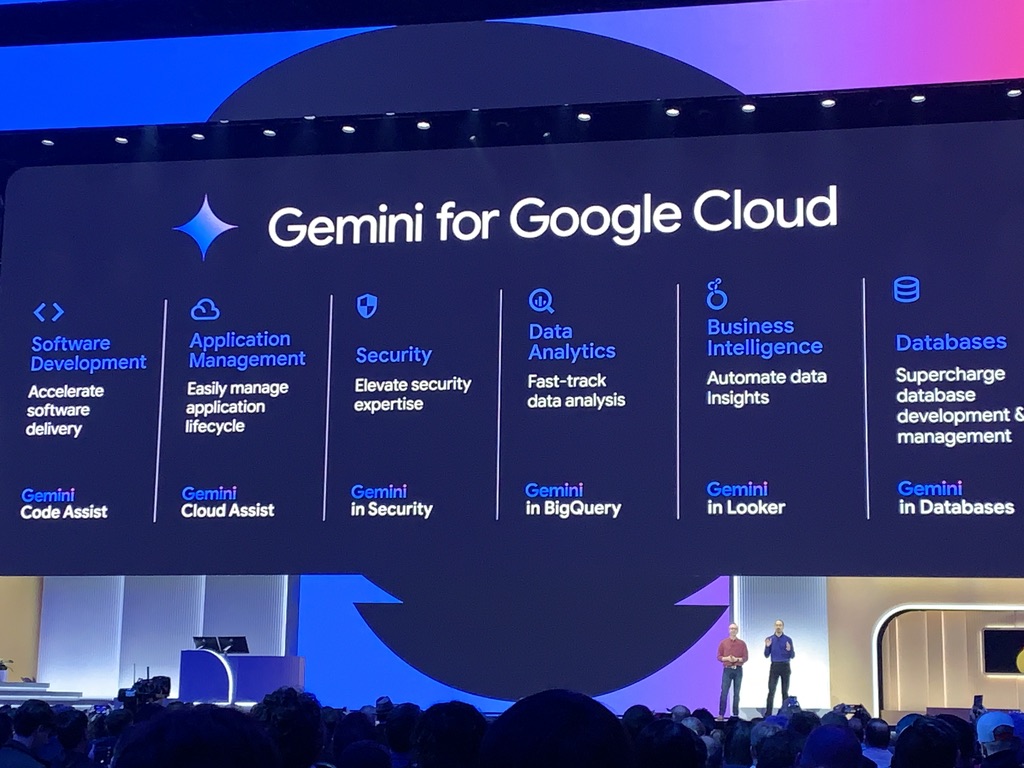 Gemini for Google Cloud
Software
Development
Accelerate
software
delivery
Gemini
Code Assist
Application
Management
Easily manage
application
lifecycle
Gemini
Cloud Assist
Security
Elevate security
expertise
Gemini
in Security
Data
Analytics
Fast-track
data analysis
Gemini
in BigQuery
Business
Intelligence
Automate data
Insights
Gemini
in Looker
Databases
Supercharge
database
development &
management
Gemini
in Databases